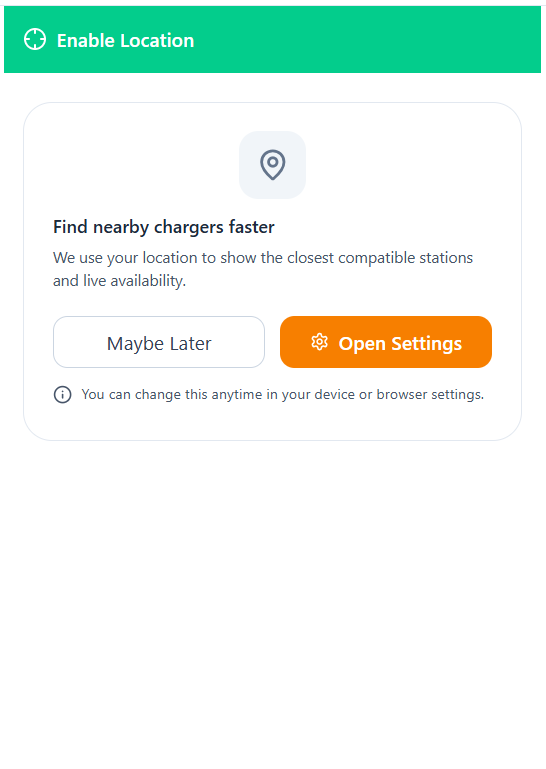 Enable Location
Find nearby chargers faster
We use your location to show the closest compatible stations
and live availability.
Maybe Later
Open Settings
You can change this anytime in your device or browser settings.